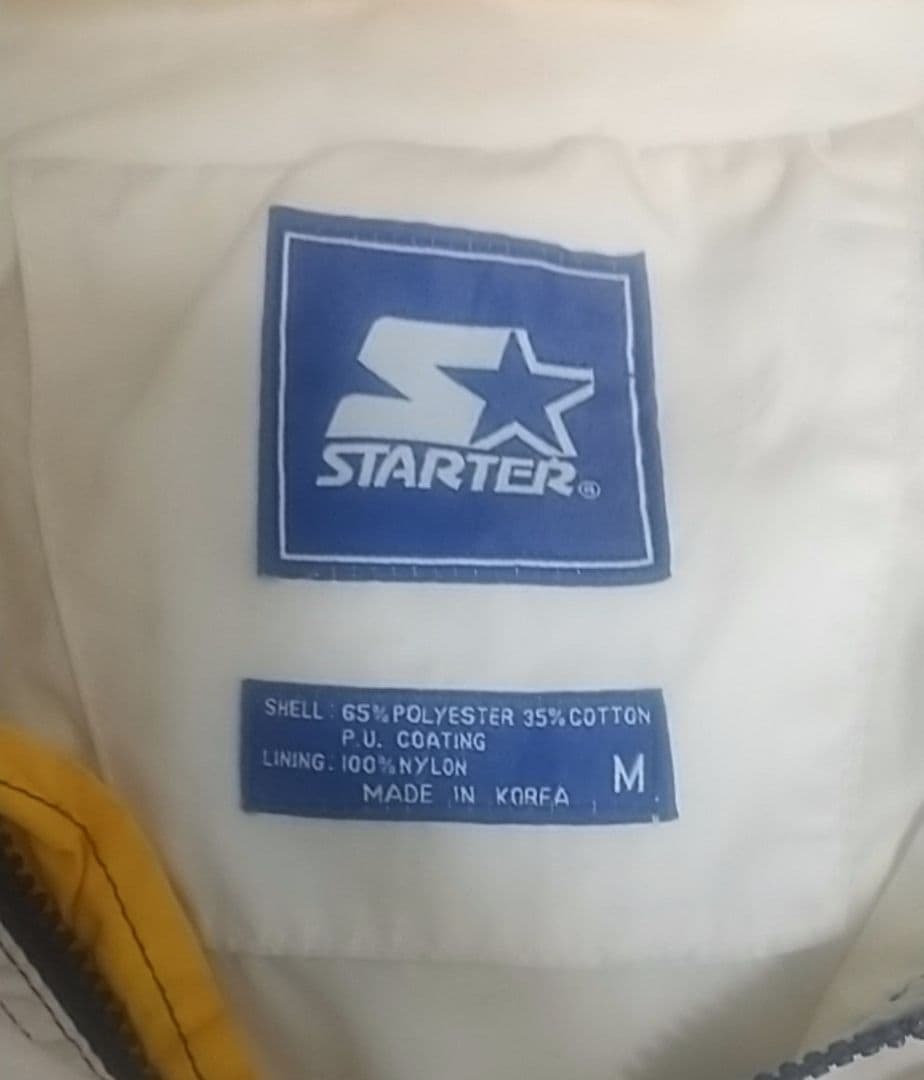 STARTER®
SHELL: 65% POLYESTER 35% COTTON
P.U. COATING
LINING: 100% NYLON
M
MADE IN KOREA